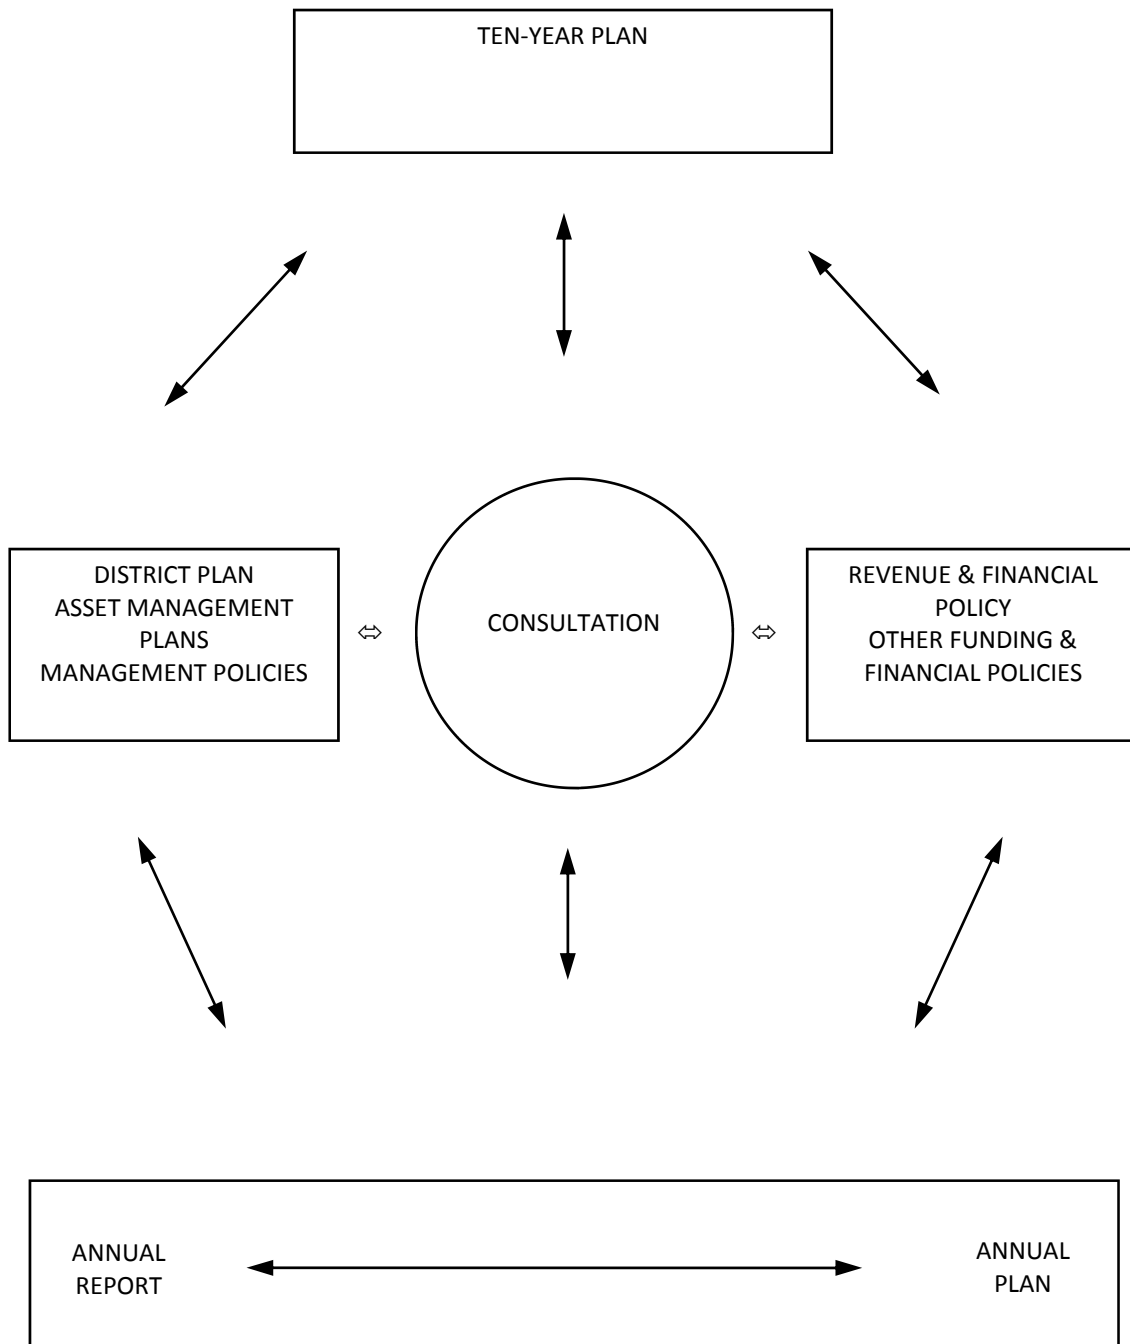 TEN-YEAR PLAN
DISTRICT PLAN
ASSET MANAGEMENT
PLANS
MANAGEMENT POLICIES
CONSULTATION
REVENUE & FINANCIAL
POLICY
OTHER FUNDING &
FINANCIAL POLICIES
ANNUAL
REPORT
ANNUAL
PLAN